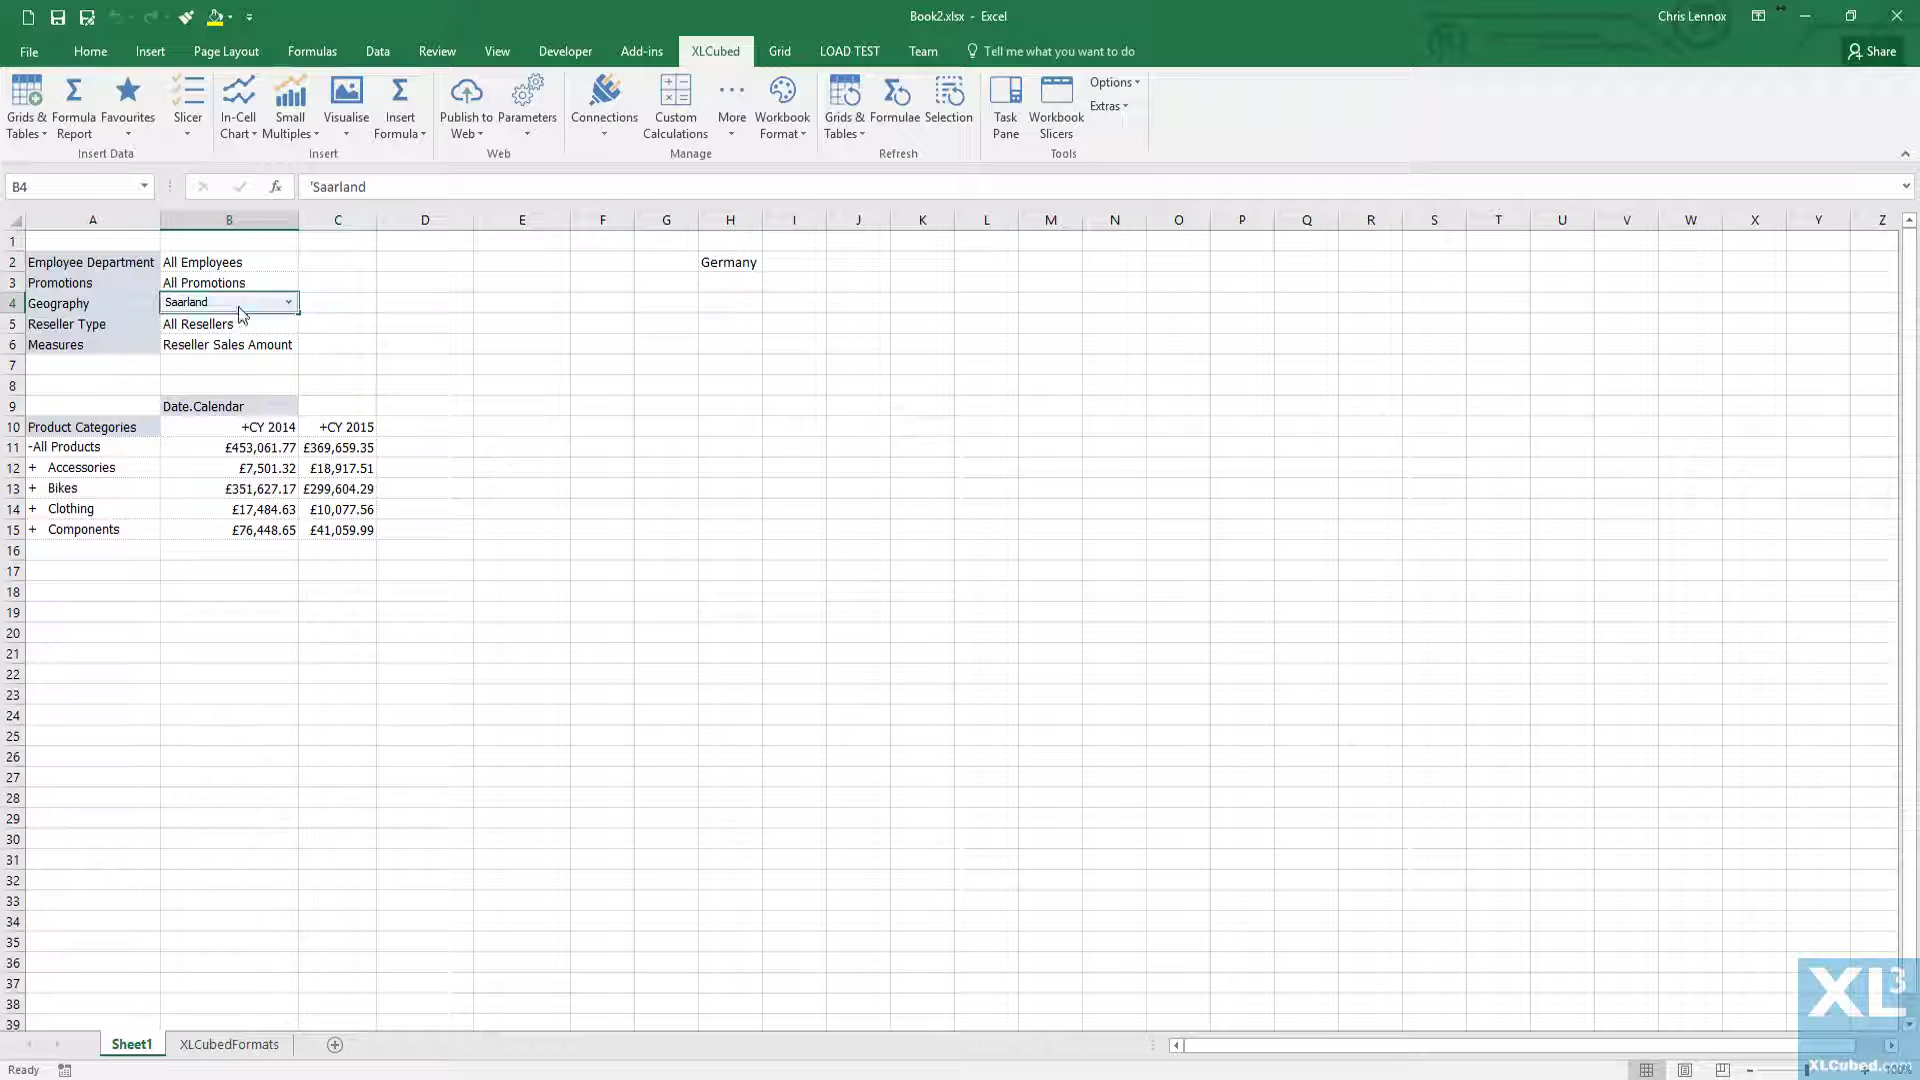 Book2.xlsx - Excel
Chris Lennox
File Home Insert Page Layout Formulas Data Review View Developer Add-ins XLCubed Grid LOAD TEST Team Tell me what you want to do Share
Grids & Tables
Formula Report
Favourites
Slicer
In-Cell Chart
Small Multiples
Visualise
Insert Formula
Publish to Web
Parameters
Connections
Custom Calculations
More
Workbook Format
Grids & Tables
Formulae
Selection
Task Pane
Workbook Slicers
Options
Extras
Insert Data Insert Web Manage Refresh Tools
B4 fx 'Saarland
A B C D E F G H I J K L M N O P Q R S T U V W X Y Z
1
2 Employee Department All Employees Germany
3 Promotions All Promotions
4 Geography Saarland
5 Reseller Type All Resellers
6 Measures Reseller Sales Amount
7
8
9 Date.Calendar
10 Product Categories +CY 2014 +CY 2015
11 -All Products £453,061.77 £369,659.35
12 + Accessories £7,501.32 £18,917.51
13 + Bikes £351,627.17 £299,604.29
14 + Clothing £17,484.63 £10,077.56
15 + Components £76,448.65 £41,059.99
16
17
18
19
20
21
22
23
24
25
26
27
28
29
30
31
32
33
34
35
36
37
38
39
XL3
Sheet1 XLCubedFormats
XLCubed.com
Ready